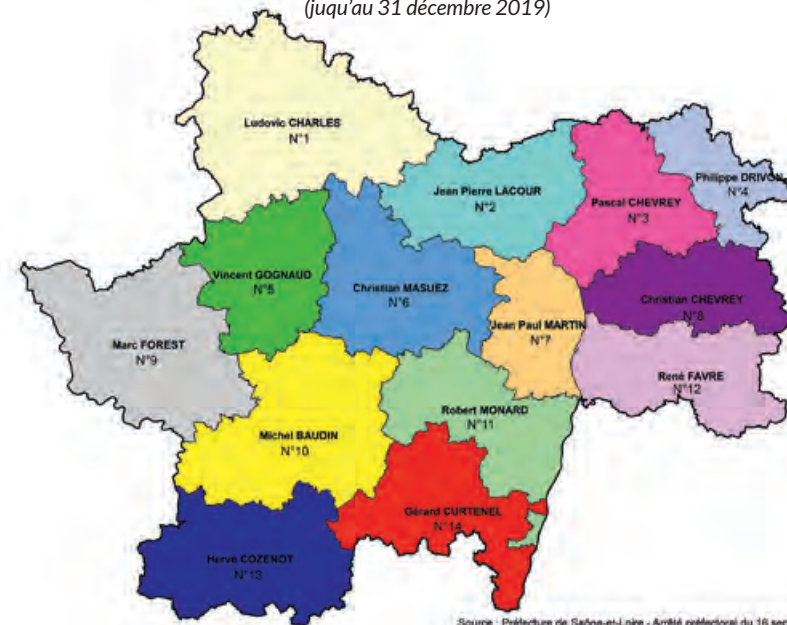 (juqu'au 31 décembre 2019)
Ludovic CHARLES
N°1
Jean Pierre LACOUR
N°2
Pascal CHEVREY
N°3
Philippe DRIVON
N°4
Vincent GOGNAUD
N°5
Christian MASUEZ
N°6
Jean Paul MARTIN
N°7
Christian CHEVREY
N°8
Marc FOREST
N°9
Michel BAUDIN
N°10
Robert MONARD
N°11
René FAVRE
N°12
Hervé COZENOT
N°13
Gérard CURTENEL
N°14
Source : Préfecture de Saône-et-Loire - Arrêté préfectoral du 16